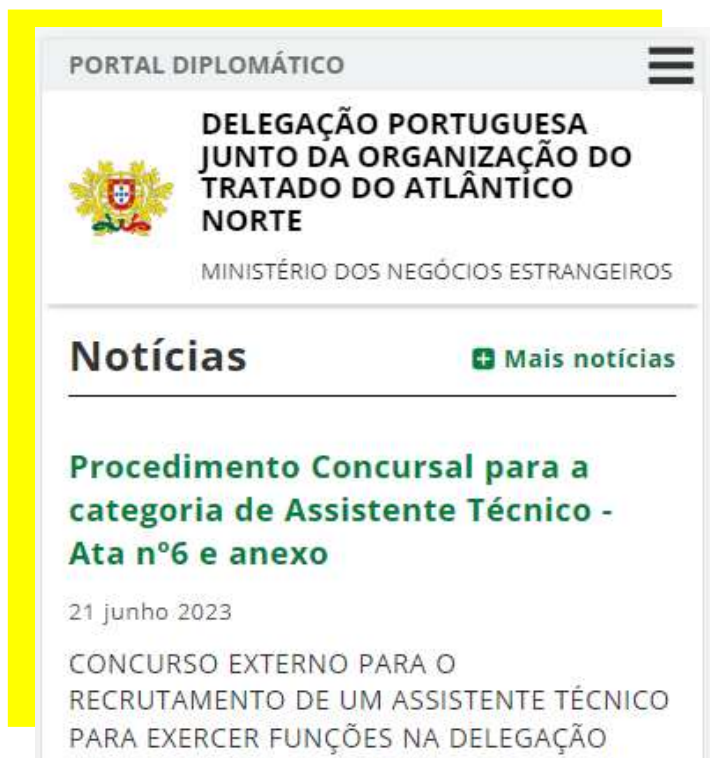 PORTAL DIPLOMÁTICO
DELEGAÇÃO PORTUGUESA
JUNTO DA ORGANIZAÇÃO DO
TRATADO DO ATLÂNTICO
NORTE
MINISTÉRIO DOS NEGÓCIOS ESTRANGEIROS
Notícias
Mais notícias
Procedimento Concursal para a
categoria de Assistente Técnico -
Ata nº6 e anexo
21 junho 2023
CONCURSO EXTERNO PARA O
RECRUTAMENTO DE UM ASSISTENTE TÉCNICO
PARA EXERCER FUNÇÕES NA DELEGAÇÃO